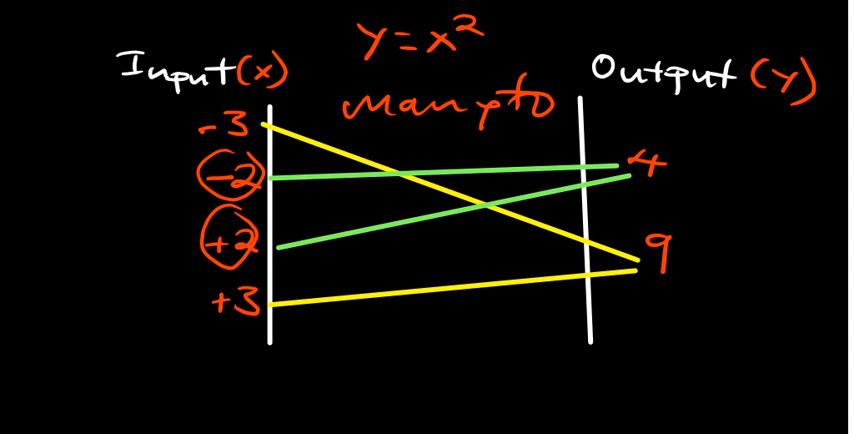 y = x²
Input (x)
Output (y)
many to
-3
-2
+2
+3
4
9